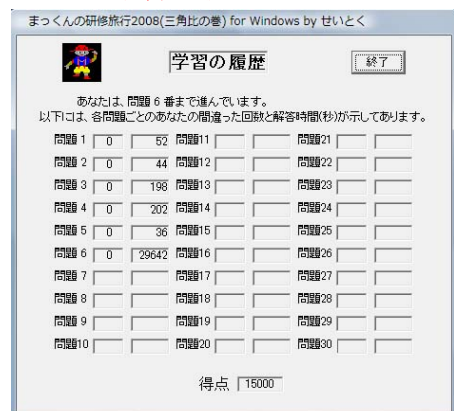 まっくんの研修旅行2008(三角比の巻) for Windows by せいとく
学習の履歴
終了
あなたは、問題 6 番まで進んでいます。
以下には、各問題ごとのあなたの間違った回数と解答時間(秒)が示してあります。
問題 1 0 52 問題11 問題21
問題 2 0 44 問題12 問題22
問題 3 0 198 問題13 問題23
問題 4 0 202 問題14 問題24
問題 5 0 36 問題15 問題25
問題 6 0 29642 問題16 問題26
問題 7 問題17 問題27
問題 8 問題18 問題28
問題 9 問題19 問題29
問題10 問題20 問題30
得点 15000